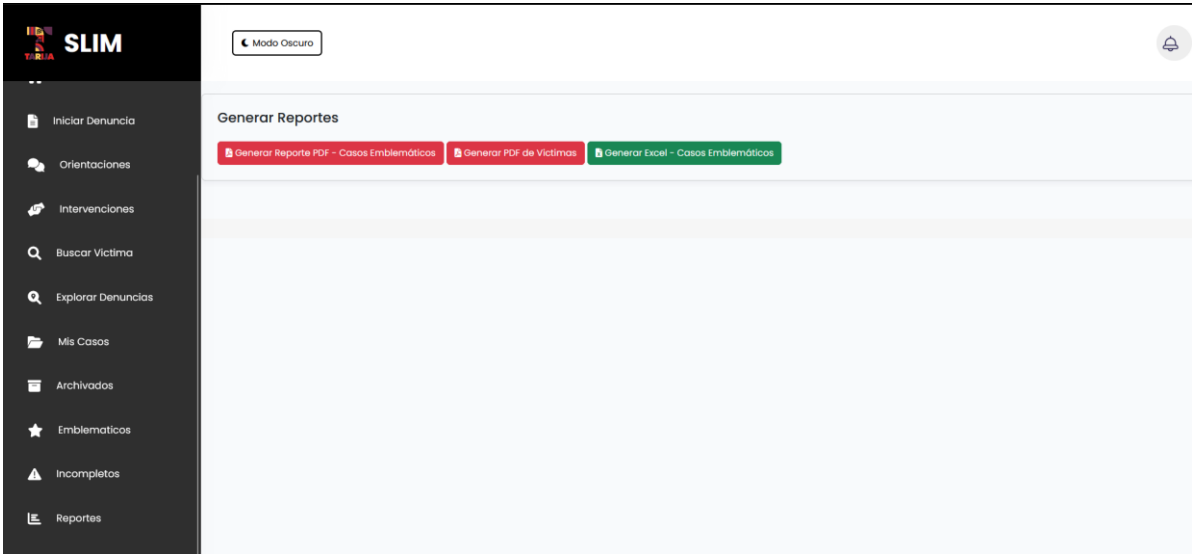 TARIJA
SLIM
Modo Oscuro
Iniciar Denuncia
Orientaciones
Intervenciones
Buscar Victima
Explorar Denuncias
Mis Casos
Archivados
Emblematicos
Incompletos
Reportes
Generar Reportes
Generar Reporte PDF - Casos Emblemáticos
Generar PDF de Victimas
Generar Excel - Casos Emblemáticos